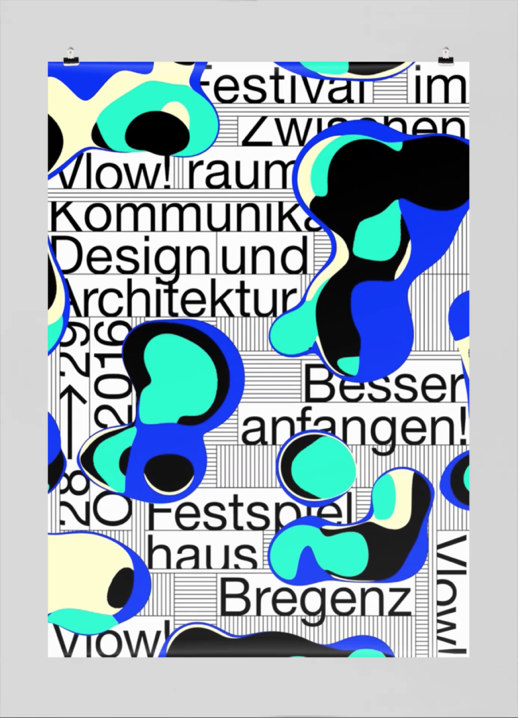 Festival im
Zwischen
Vlow! raum
Kommunika
Design und
Architektur
28 → 29
2016
Besser
anfangen!
Festspiel
haus
Bregenz
Vlow!
Vlow!